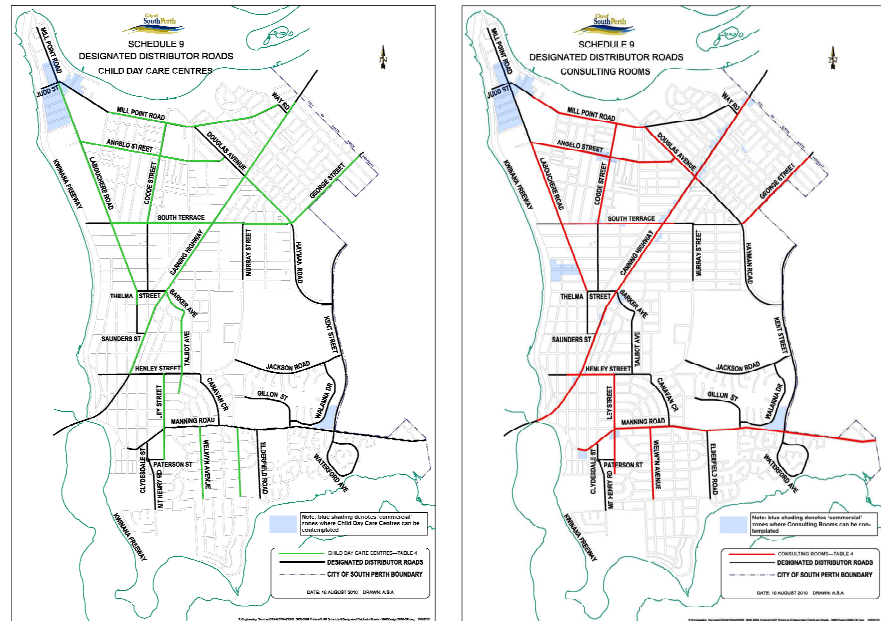 City of
South Perth
SCHEDULE 9
DESIGNATED DISTRIBUTOR ROADS
CHILD DAY CARE CENTRES
MILL POINT ROAD
JUDD ST
MILL POINT ROAD
WAY RD
ANGELO STREET
DOUGLAS AVENUE
LABOUCHERE ROAD
COODE STREET
GEORGE STREET
KWINANA FREEWAY
SOUTH TERRACE
CANNING HIGHWAY
MURRAY STREET
HAYMAN ROAD
THELMA STREET
BARKER AVE
KENT STREET
SAUNDERS ST
TALBOT AVE
HENLEY STREET
JACKSON ROAD
CANAVAN CR
GILLON ST
WALANNA DR
LEY STREET
MANNING ROAD
WELWYN AVENUE
ELDERFIELD ROAD
CLYDESDALE ST
PATERSON ST
MT HENRY RD
WATERFORD AVE
KWINANA FREEWAY
Note: blue shading denotes 'commercial'
zones where Child Day Care Centres can be
contemplated
CHILD DAY CARE CENTRES—TABLE 4
DESIGNATED DISTRIBUTOR ROADS
CITY OF SOUTH PERTH BOUNDARY
DATE: 10 AUGUST 2010 DRAWN: A.S.A
City of
South Perth
SCHEDULE 9
DESIGNATED DISTRIBUTOR ROADS
CONSULTING ROOMS
MILL POINT ROAD
JUDD ST
MILL POINT ROAD
WAY RD
ANGELO STREET
DOUGLAS AVENUE
LABOUCHERE ROAD
COODE STREET
GEORGE STREET
KWINANA FREEWAY
SOUTH TERRACE
CANNING HIGHWAY
MURRAY STREET
HAYMAN ROAD
THELMA STREET
BARKER AVE
KENT STREET
SAUNDERS ST
TALBOT AVE
HENLEY STREET
JACKSON ROAD
CANAVAN CR
GILLON ST
WALANNA DR
LEY STREET
MANNING ROAD
WELWYN AVENUE
ELDERFIELD ROAD
CLYDESDALE ST
PATERSON ST
MT HENRY RD
WATERFORD AVE
KWINANA FREEWAY
Note: blue shading denotes 'commercial'
zones where Consulting Rooms can be con-
templated
CONSULTING ROOMS—TABLE 4
DESIGNATED DISTRIBUTOR ROADS
CITY OF SOUTH PERTH BOUNDARY
DATE: 10 AUGUST 2010 DRAWN: A.S.A